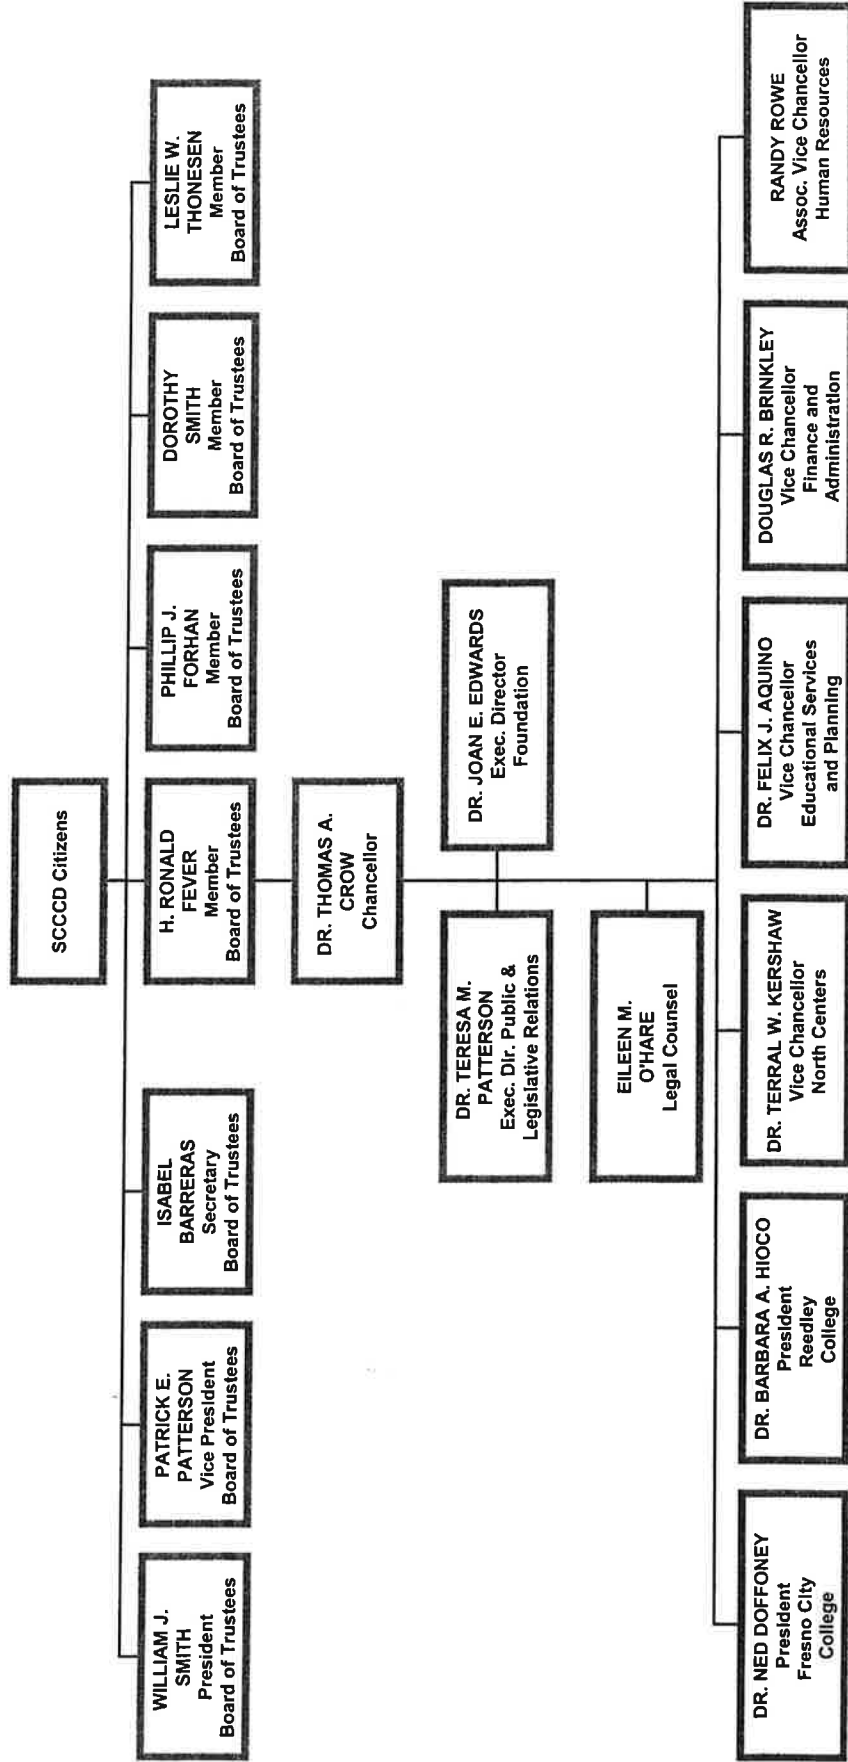 SCCCD Citizens
WILLIAM J.
SMITH
President
Board of Trustees
PATRICK E.
PATTERSON
Vice President
Board of Trustees
ISABEL
BARRERAS
Secretary
Board of Trustees
H. RONALD
FEVER
Member
Board of Trustees
PHILLIP J.
FORHAN
Member
Board of Trustees
DOROTHY
SMITH
Member
Board of Trustees
LESLIE W.
THONESEN
Member
Board of Trustees
DR. THOMAS A.
CROW
Chancellor
DR. TERESA M.
PATTERSON
Exec. Dir. Public &
Legislative Relations
DR. JOAN E. EDWARDS
Exec. Director
Foundation
EILEEN M.
O'HARE
Legal Counsel
DR. NED DOFFONEY
President
Fresno City
College
DR. BARBARA A. HIOCO
President
Reedley
College
DR. TERRAL W. KERSHAW
Vice Chancellor
North Centers
DR. FELIX J. AQUINO
Vice Chancellor
Educational Services
and Planning
DOUGLAS R. BRINKLEY
Vice Chancellor
Finance and
Administration
RANDY ROWE
Assoc. Vice Chancellor
Human Resources